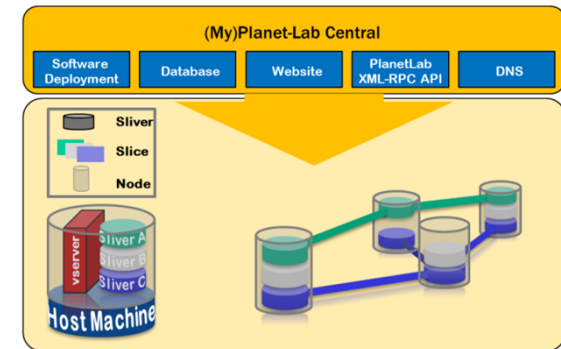 (My)Planet-Lab Central
Software
Deployment
Database
Website
PlanetLab
XML-RPC API
DNS
Sliver
Slice
Node
vserver
Sliver A
Sliver B
Sliver C
Host Machine